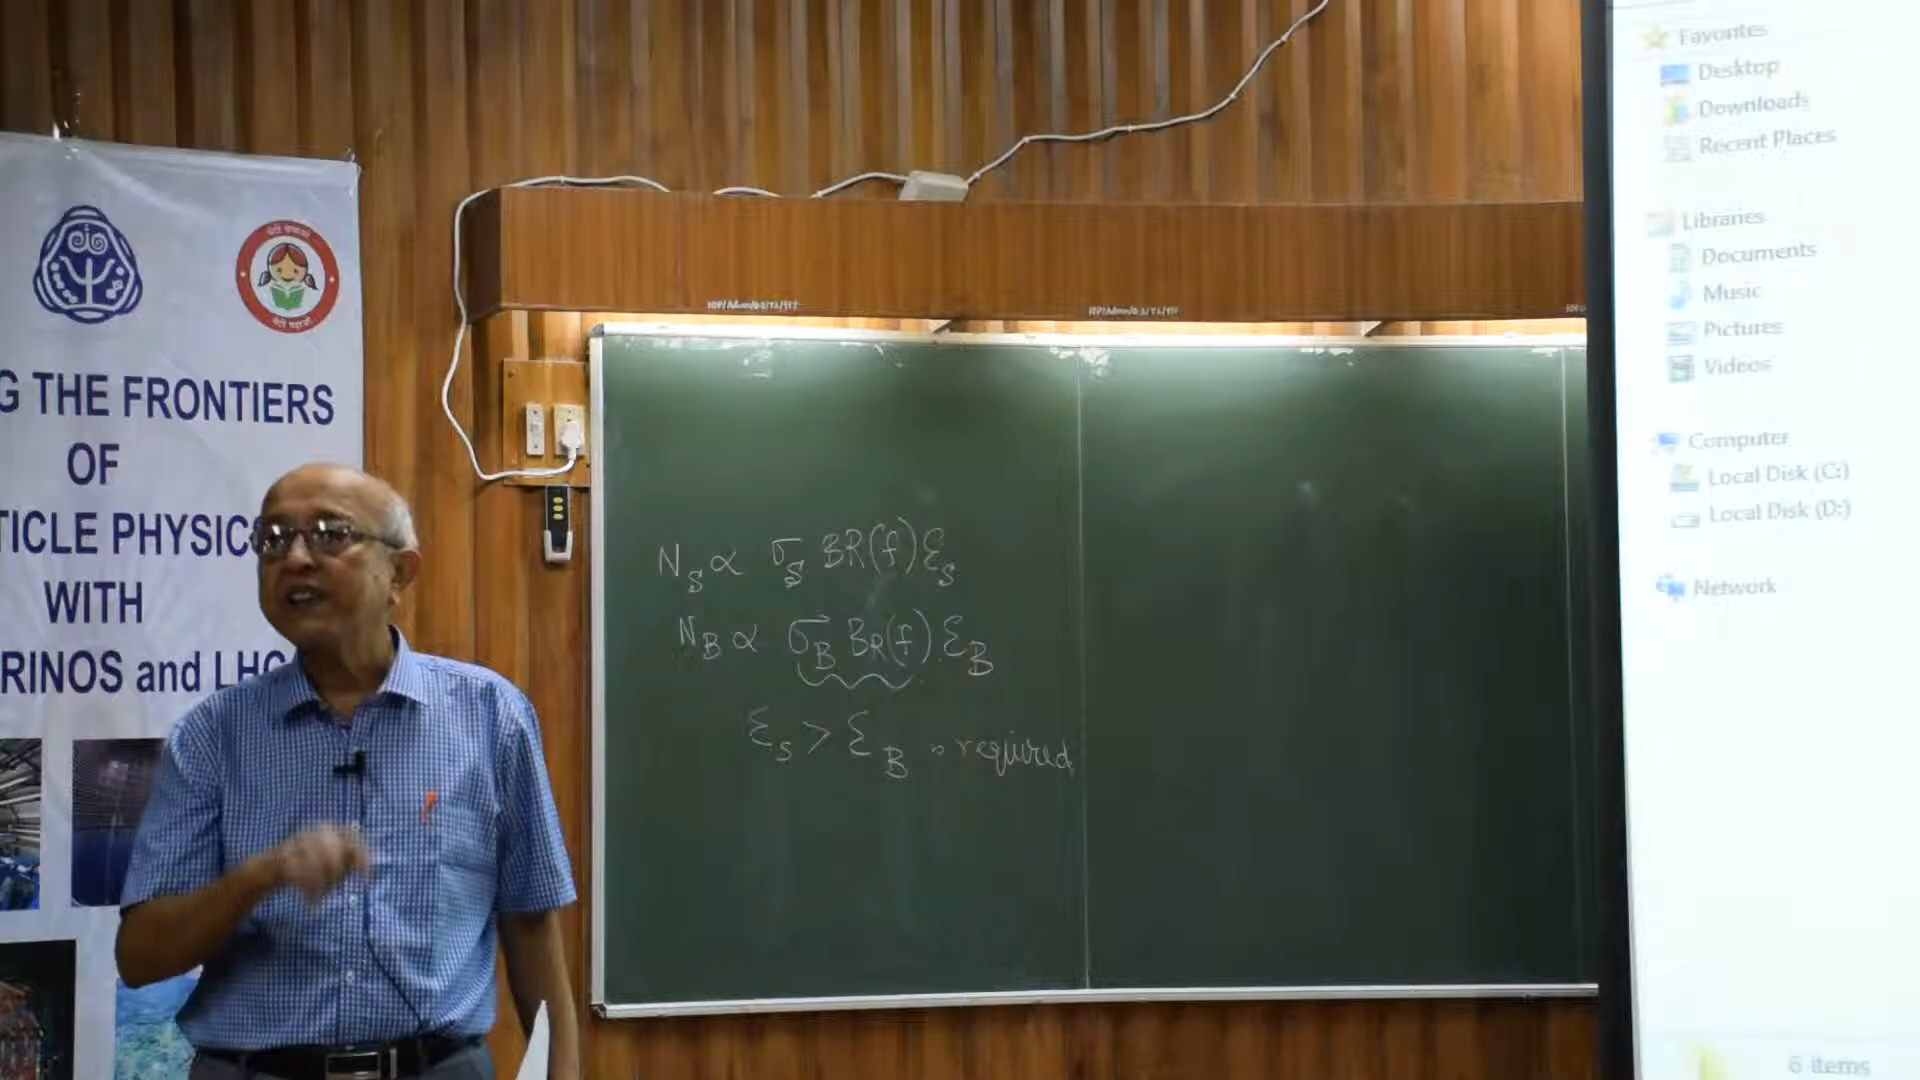 G THE FRONTIERS
OF
TICLE PHYSIC
WITH
RINOS and LHC
N_S ∝ σ_S BR(f) ε_S
N_B ∝ σ_B BR(f) ε_B
ε_S > ε_B required
Favorites
Desktop
Downloads
Recent Places
Libraries
Documents
Music
Pictures
Videos
Computer
Local Disk (C:)
Local Disk (D:)
Network
6 items